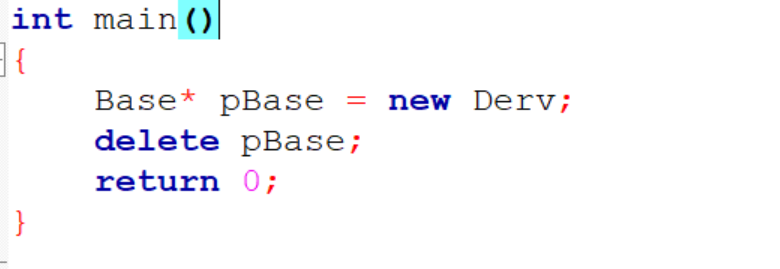 int main()
{
Base* pBase = new Derv;
delete pBase;
return 0;
}